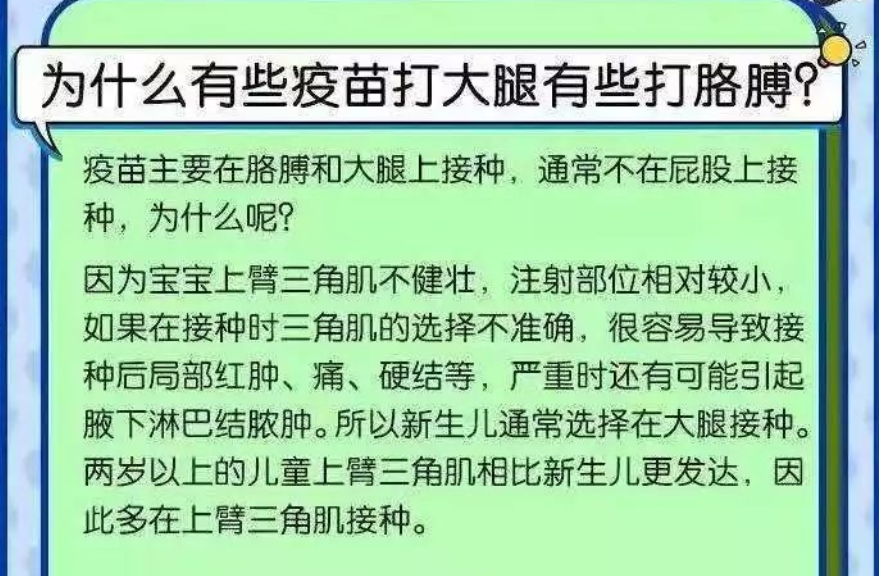 为什么有些疫苗打大腿有些打胳膊?
疫苗主要在胳膊和大腿上接种，通常不在屁股上接
种，为什么呢?
因为宝宝上臂三角肌不健壮，注射部位相对较小，
如果在接种时三角肌的选择不准确，很容易导致接
种后局部红肿、痛、硬结等，严重时还有可能引起
腋下淋巴结脓肿。所以新生儿通常选择在大腿接种。
两岁以上的儿童上臂三角肌相比新生儿更发达，因
此多在上臂三角肌接种。